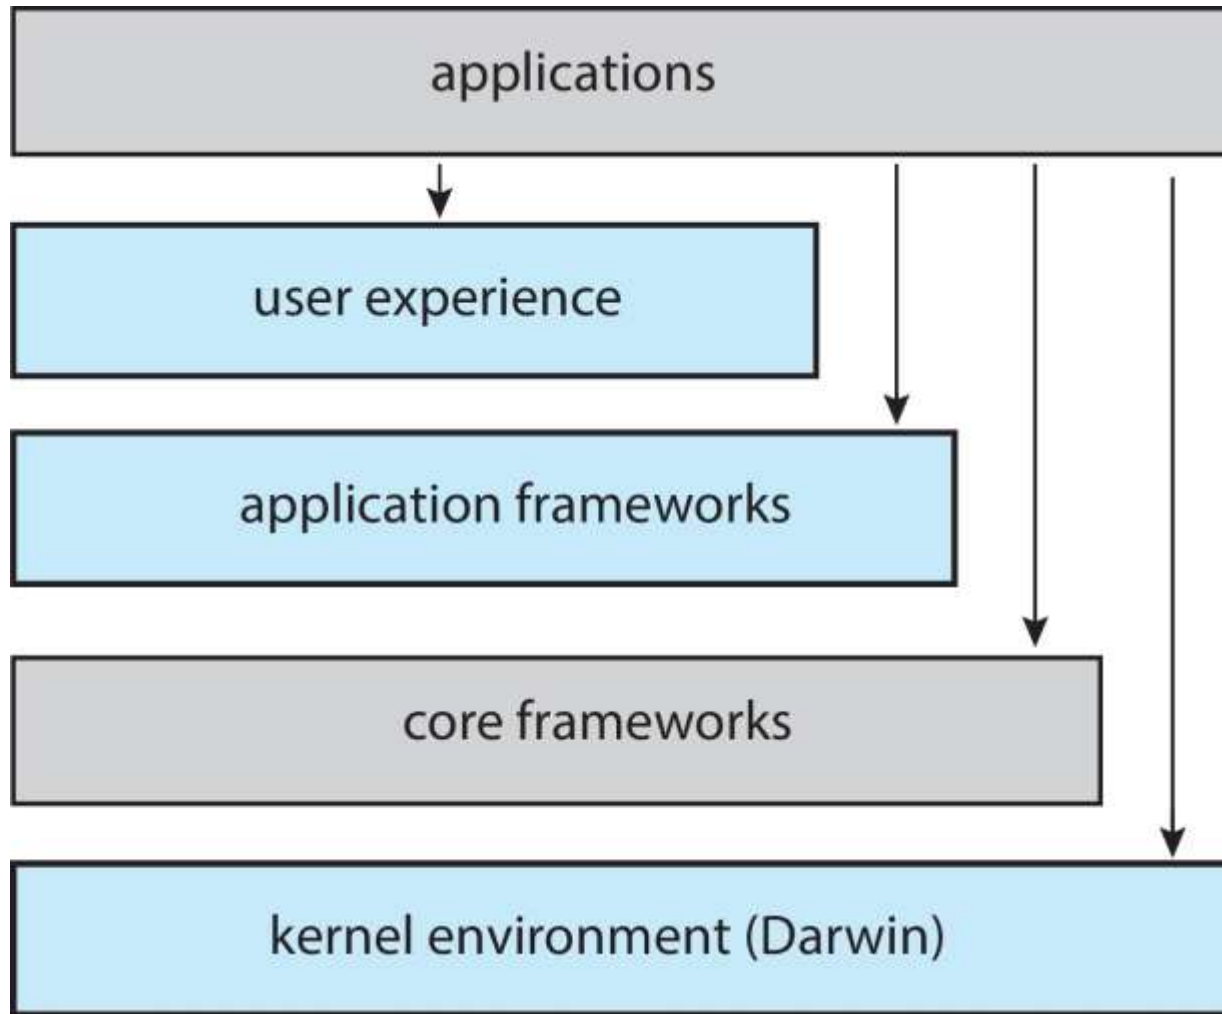 applications
user experience
application frameworks
core frameworks
kernel environment (Darwin)